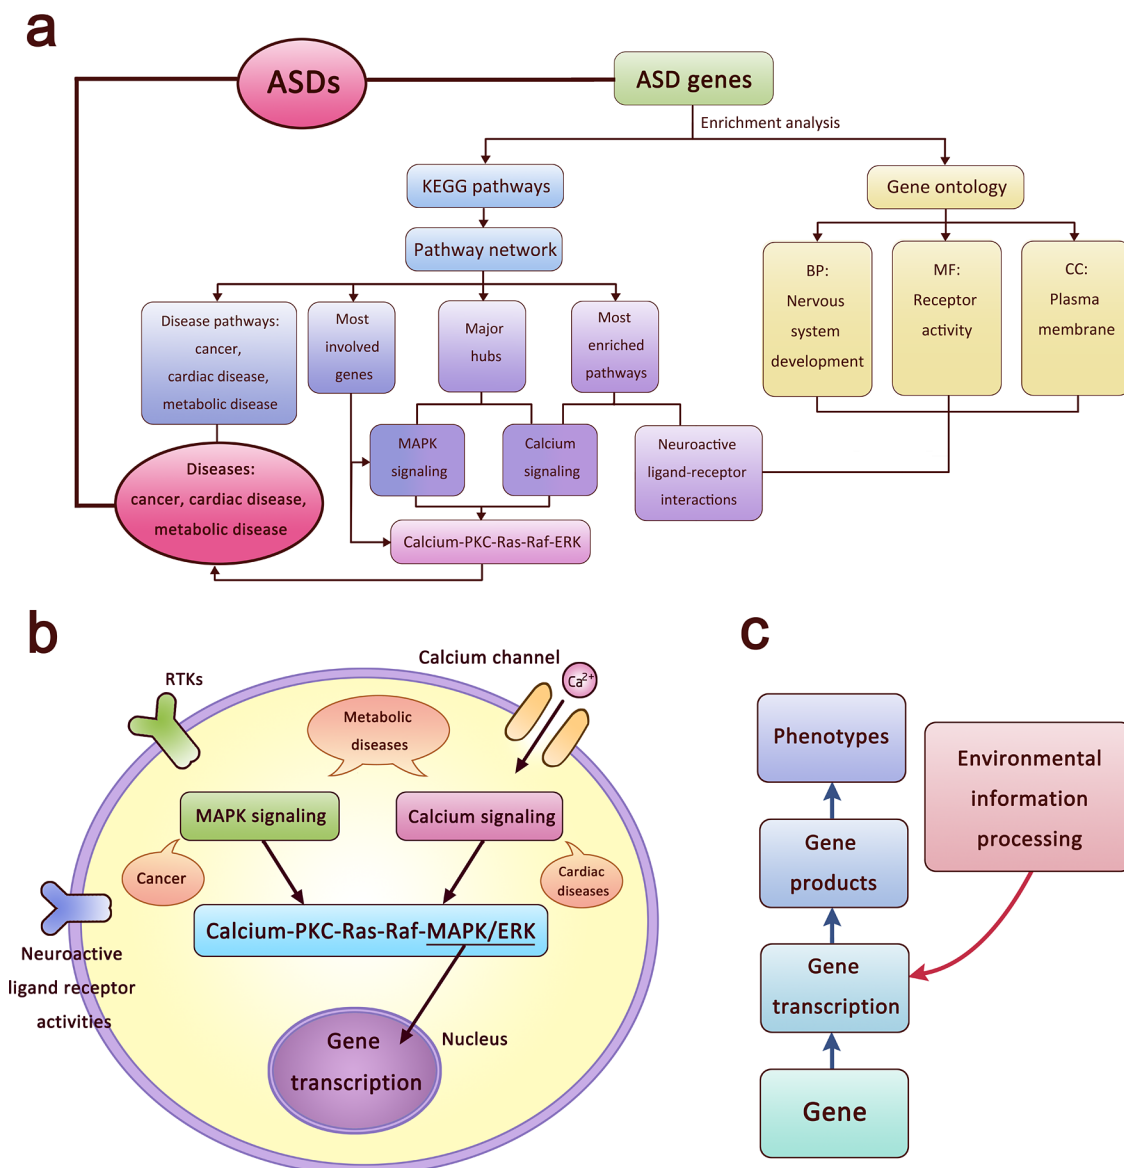 a
ASDs
ASD genes
Enrichment analysis
KEGG pathways
Gene ontology
Pathway network
BP:
Nervous
system
development
MF:
Receptor
activity
CC:
Plasma
membrane
Disease pathways:
cancer,
cardiac disease,
metabolic disease
Most
involved
genes
Major
hubs
Most
enriched
pathways
MAPK
signaling
Calcium
signaling
Neuroactive
ligand-receptor
interactions
Diseases:
cancer, cardiac disease,
metabolic disease
Calcium-PKC-Ras-Raf-ERK
b
RTKs
Calcium channel
Ca2+
Metabolic
diseases
MAPK signaling
Calcium signaling
Cancer
Cardiac
diseases
Calcium-PKC-Ras-Raf-MAPK/ERK
Neuroactive
ligand receptor
activities
Nucleus
Gene
transcription
c
Phenotypes
Environmental
information
processing
Gene
products
Gene
transcription
Gene